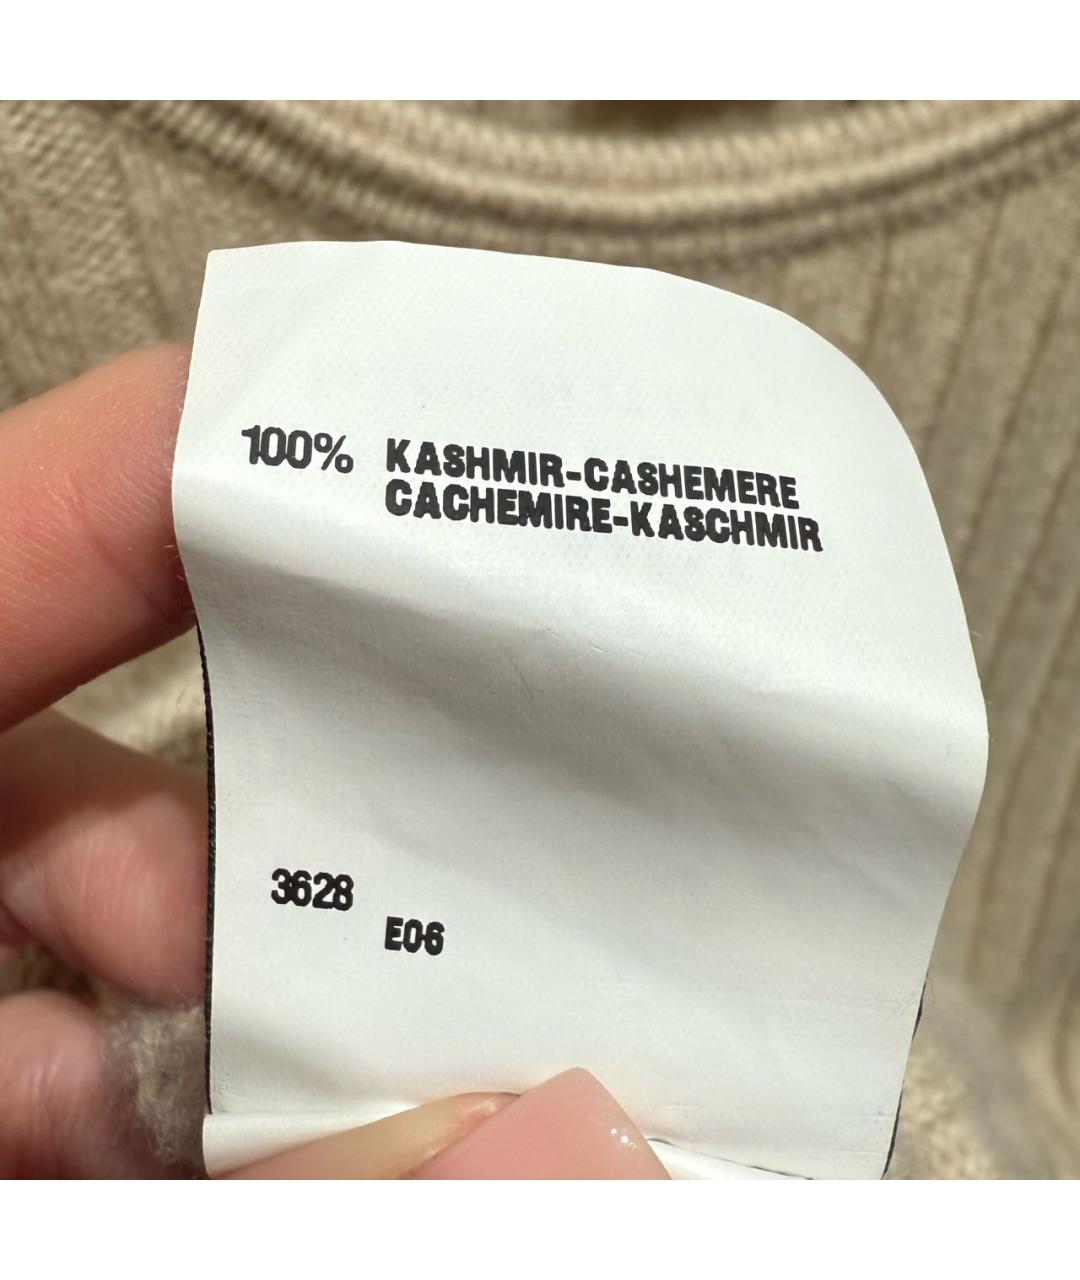 100% KASHMIR-CASHEMERE
CACHEMIRE-KASCHMIR
3628
E06